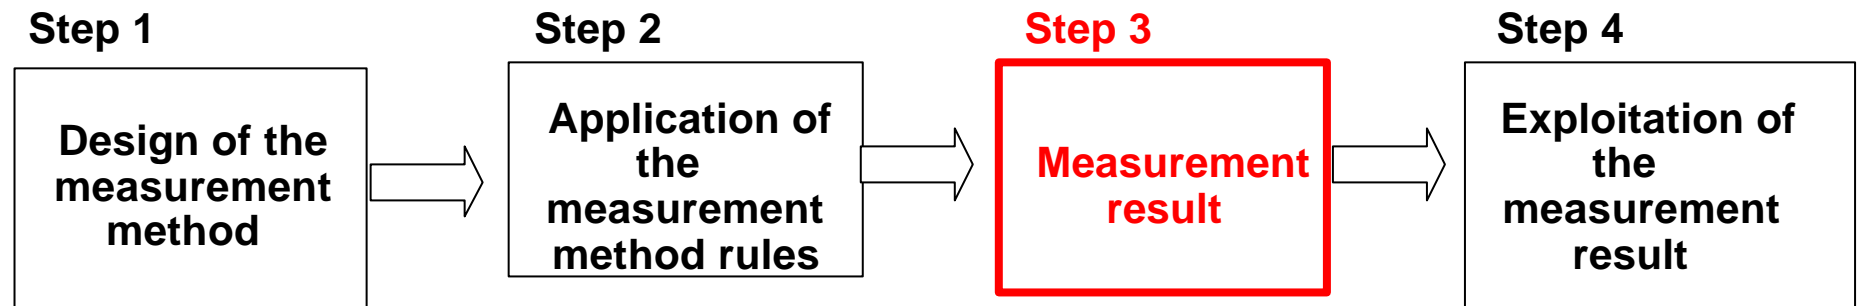 Step 1
Design of the
measurement
method
Step 2
Application of
the
measurement
method rules
Step 3
Measurement
result
Step 4
Exploitation of
the
measurement
result